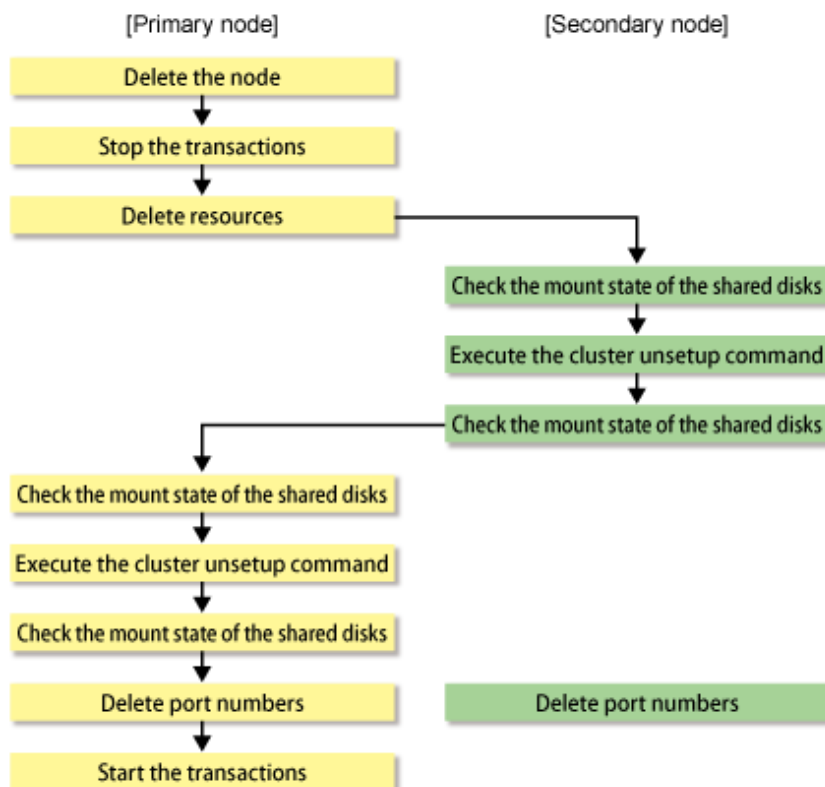 [Primary node]
[Secondary node]
Delete the node
Stop the transactions
Delete resources
Check the mount state of the shared disks
Execute the cluster unsetup command
Check the mount state of the shared disks
Check the mount state of the shared disks
Execute the cluster unsetup command
Check the mount state of the shared disks
Delete port numbers
Delete port numbers
Start the transactions